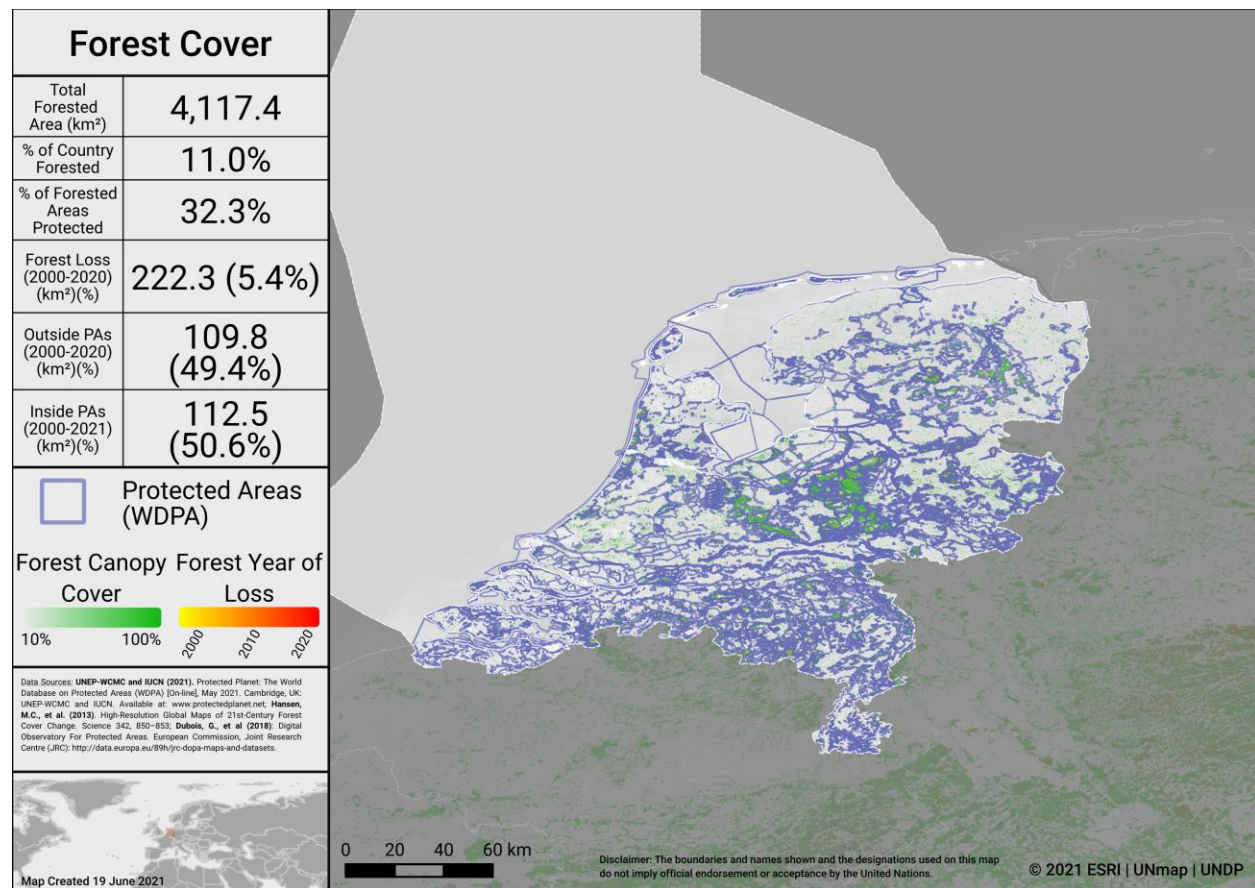 Forest Cover
Total
Forested
Area (km²)
4,117.4
% of Country
Forested
11.0%
% of Forested
Areas
Protected
32.3%
Forest Loss
(2000-2020)
(km²)(%)
222.3 (5.4%)
Outside PAs
(2000-2020)
(km²)(%)
109.8
(49.4%)
Inside PAs
(2000-2021)
(km²)(%)
112.5
(50.6%)
Protected Areas
(WDPA)
Forest Canopy
Cover
10% 100%
Forest Year of
Loss
2000 2010 2020
Data Sources: UNEP-WCMC and IUCN (2021). Protected Planet: The World
Database on Protected Areas (WDPA) [On-line], May 2021. Cambridge, UK:
UNEP-WCMC and IUCN. Available at: www.protectedplanet.net; Hansen,
M.C., et al. (2013). High-Resolution Global Maps of 21st-Century Forest
Cover Change. Science 342, 850–853; Dubois, G., et al (2018): Digital
Observatory For Protected Areas. European Commission, Joint Research
Centre (JRC): http://data.europa.eu/89h/jrc-dopa-maps-and-datasets.
Map Created 19 June 2021
0 20 40 60 km
Disclaimer: The boundaries and names shown and the designations used on this map
do not imply official endorsement or acceptance by the United Nations.
© 2021 ESRI | UNmap | UNDP